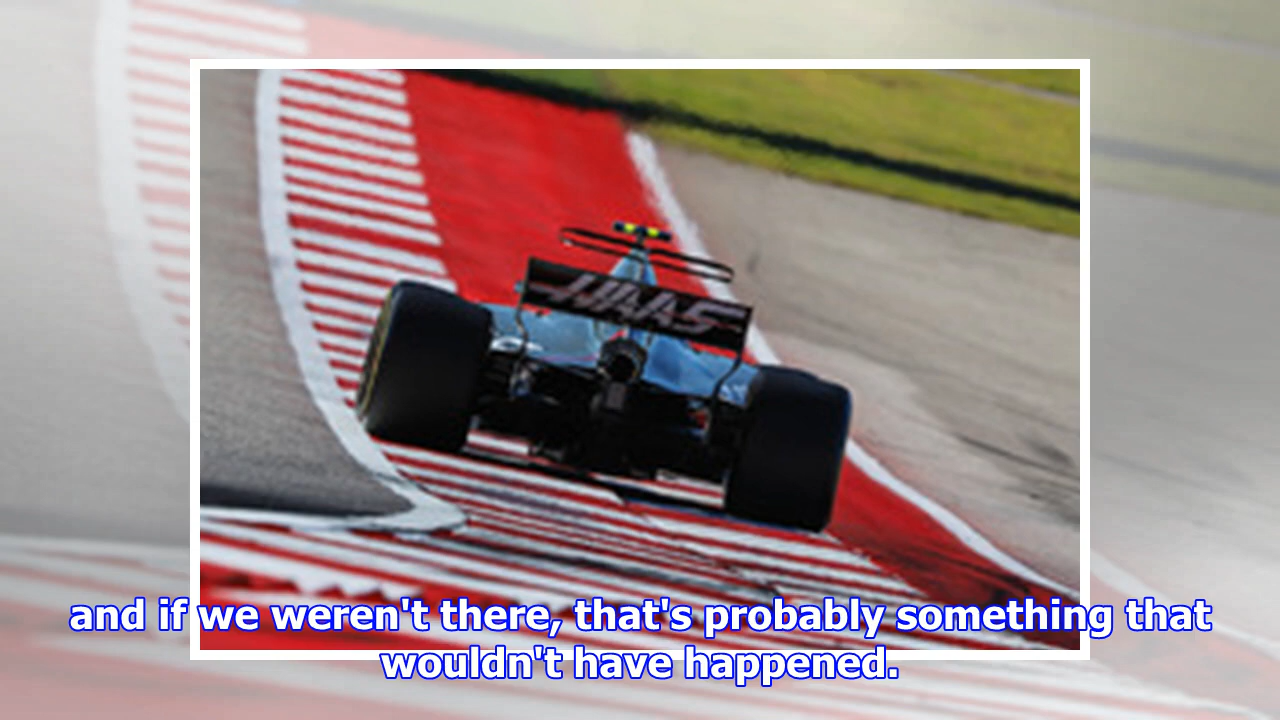 HAAS
and if we weren't there, that's probably something that
wouldn't have happened.